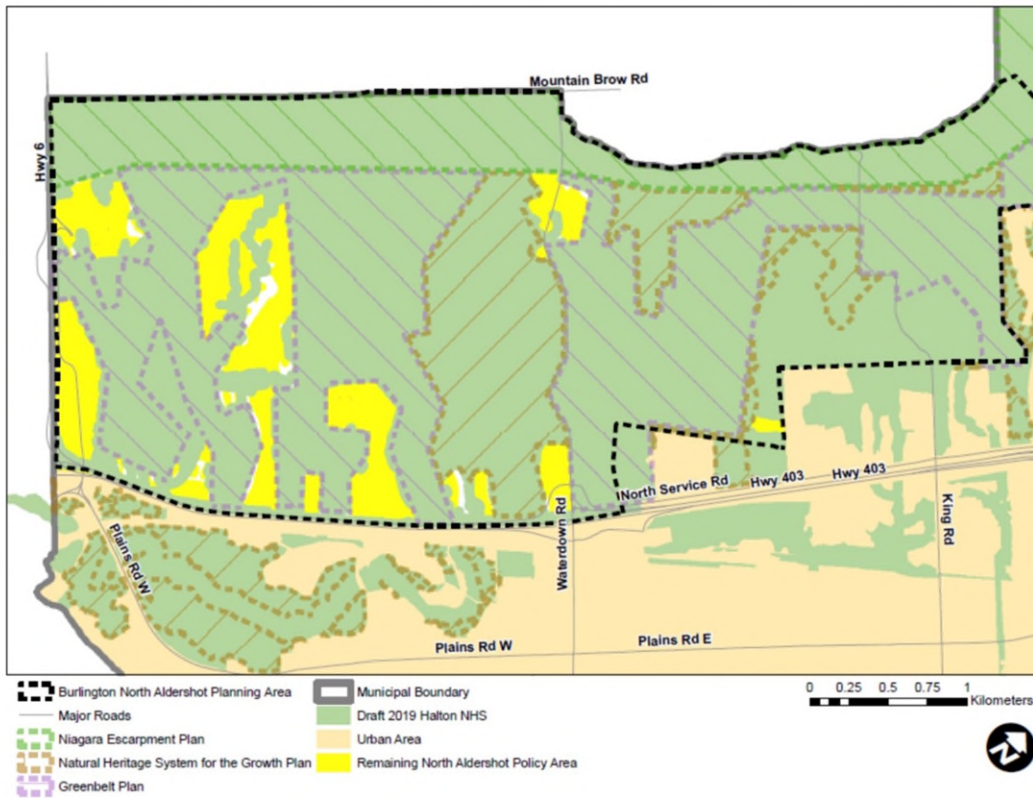 Mountain Brow Rd
Hwy 6
North Service Rd
Hwy 403
Hwy 403
Waterdown Rd
King Rd
Plains Rd W
Plains Rd W
Plains Rd E
Burlington North Aldershot Planning Area
Major Roads
Niagara Escarpment Plan
Natural Heritage System for the Growth Plan
Greenbelt Plan
Municipal Boundary
Draft 2019 Halton NHS
Urban Area
Remaining North Aldershot Policy Area
0 0.25 0.5 0.75 1
Kilometers
N